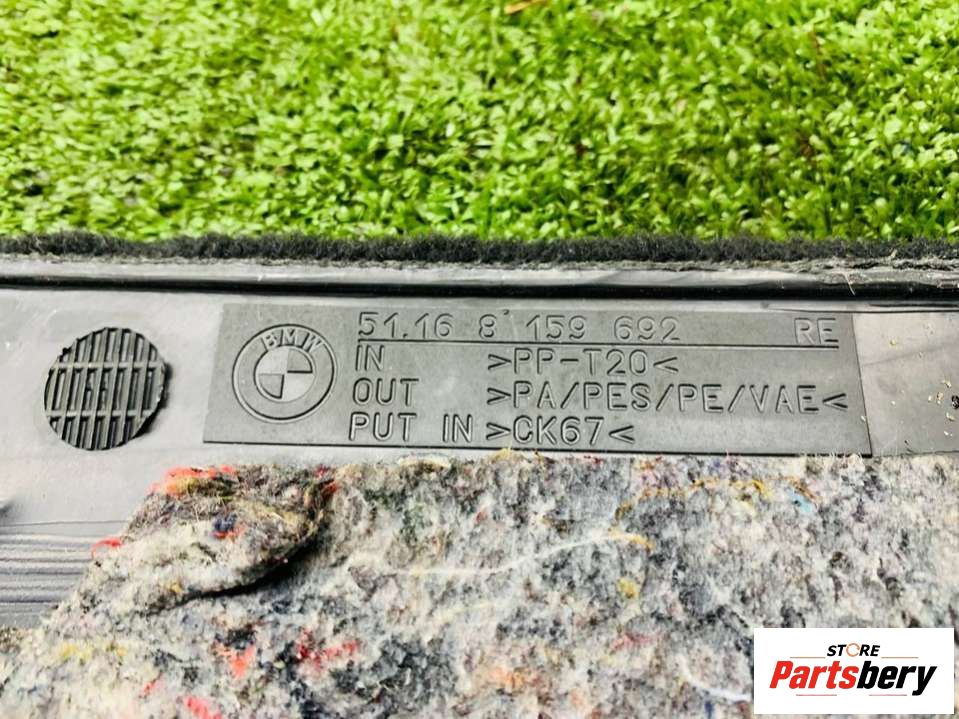 BMW
51.16 8 159 692 RE
IN >PP-T20<
OUT >PA/PES/PE/VAE<
PUT IN >CK67<
STORE
Partsbery